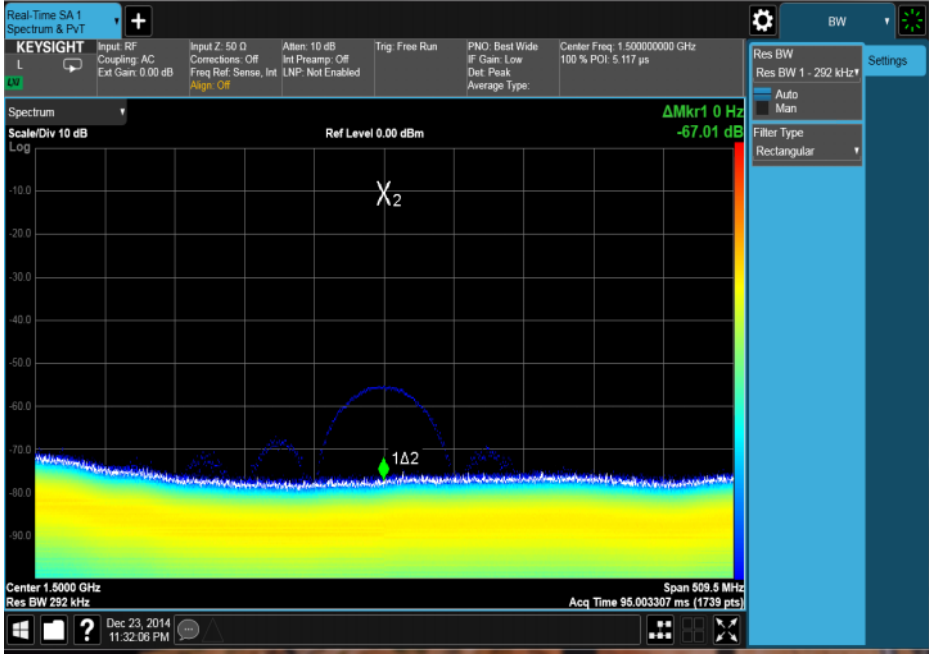 Real-Time SA 1
Spectrum & PvT
BW
KEYSIGHT
L
LXI
Input: RF
Coupling: AC
Ext Gain: 0.00 dB
Input Z: 50 Ω
Corrections: Off
Freq Ref: Sense, Int
Align: Off
Atten: 10 dB
Int Preamp: Off
LNP: Not Enabled
Trig: Free Run
PNO: Best Wide
IF Gain: Low
Det: Peak
Average Type:
Center Freq: 1.500000000 GHz
100 % POI: 5.117 µs
Res BW
Res BW 1 - 292 kHz
Auto
Man
Filter Type
Rectangular
Settings
Spectrum
ΔMkr1 0 Hz
Scale/Div 10 dB
Ref Level 0.00 dBm
-67.01 dB
Log
-10.0
-20.0
-30.0
-40.0
-50.0
-60.0
-70.0
-80.0
-90.0
X2
1Δ2
Center 1.5000 GHz
Span 509.5 MHz
Res BW 292 kHz
Acq Time 95.003307 ms (1739 pts)
?
Dec 23, 2014
11:32:06 PM